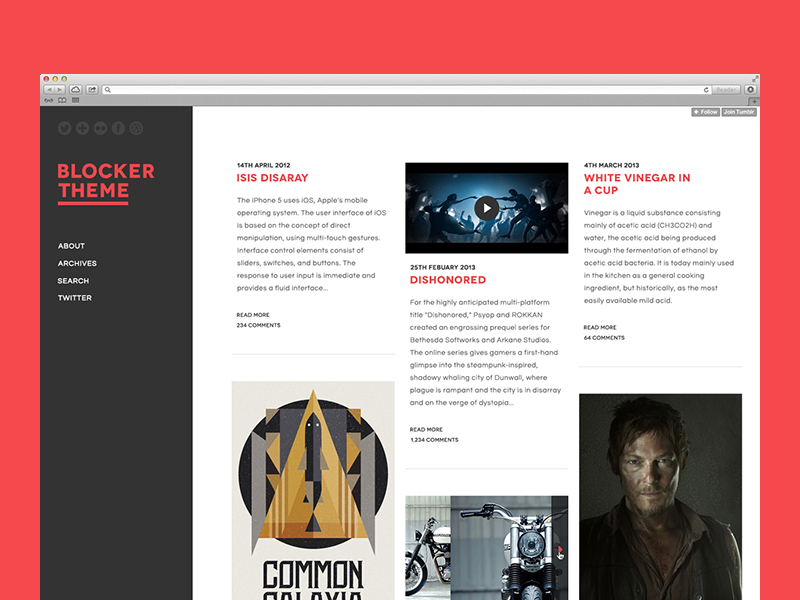 Reader
Follow
Join Tumblr
BLOCKER
THEME
ABOUT
ARCHIVES
SEARCH
TWITTER
14TH APRIL 2012
ISIS DISARAY
The iPhone 5 uses iOS, Apple's mobile
operating system. The user interface of iOS
is based on the concept of direct
manipulation, using multi-touch gestures.
Interface control elements consist of
sliders, switches, and buttons. The
response to user input is immediate and
provides a fluid interface...
READ MORE
234 COMMENTS
COMMON
GALAXIA
25TH FEBUARY 2013
DISHONORED
For the highly anticipated multi-platform
title "Dishonored," Psyop and ROKKAN
created an engrossing prequel series for
Bethesda Softworks and Arkane Studios.
The online series gives gamers a first-hand
glimpse into the steampunk-inspired,
shadowy whaling city of Dunwall, where
plague is rampant and the city is in disarray
and on the verge of dystopia...
READ MORE
1,234 COMMENTS
4TH MARCH 2013
WHITE VINEGAR IN
A CUP
Vinegar is a liquid substance consisting
mainly of acetic acid (CH3CO2H) and
water, the acetic acid being produced
through the fermentation of ethanol by
acetic acid bacteria. It is today mainly used
in the kitchen as a general cooking
ingredient, but historically, as the most
easily available mild acid.
READ MORE
64 COMMENTS